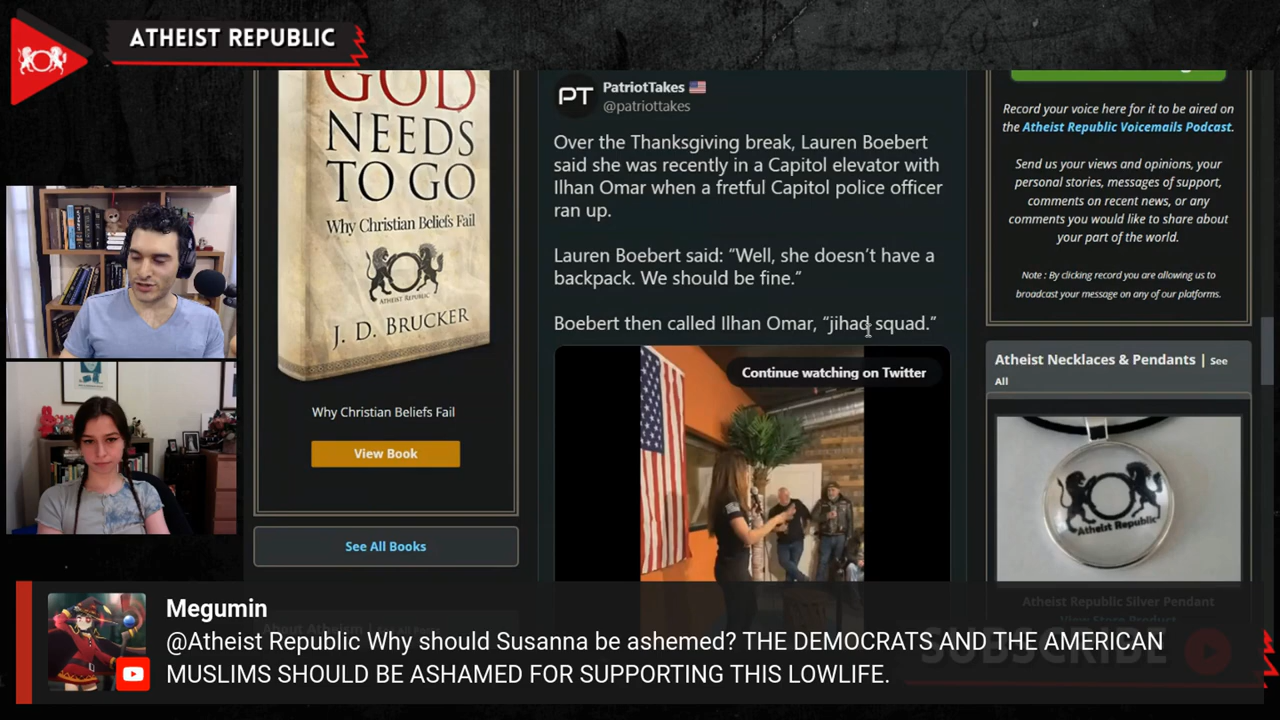 ATHEIST REPUBLIC
GOD
NEEDS
TO GO
Why Christian Beliefs Fail
ATHEIST REPUBLIC
J. D. BRUCKER
Why Christian Beliefs Fail
View Book
See All Books
PT
PatriotTakes
@patriottakes
Over the Thanksgiving break, Lauren Boebert
said she was recently in a Capitol elevator with
Ilhan Omar when a fretful Capitol police officer
ran up.
Lauren Boebert said: “Well, she doesn’t have a
backpack. We should be fine.”
Boebert then called Ilhan Omar, “jihad squad.”
Continue watching on Twitter
Record your voice here for it to be aired on
the Atheist Republic Voicemails Podcast.
Send us your views and opinions, your
personal stories, messages of support,
comments on recent news, or any
comments you would like to share about
your part of the world.
Note : By clicking record you are allowing us to
broadcast your message on any of our platforms.
Atheist Necklaces & Pendants | See
All
Atheist Republic
Atheist Republic Silver Pendant
SUBSCRIBE
Megumin
@Atheist Republic Why should Susanna be ashemed? THE DEMOCRATS AND THE AMERICAN
MUSLIMS SHOULD BE ASHAMED FOR SUPPORTING THIS LOWLIFE.